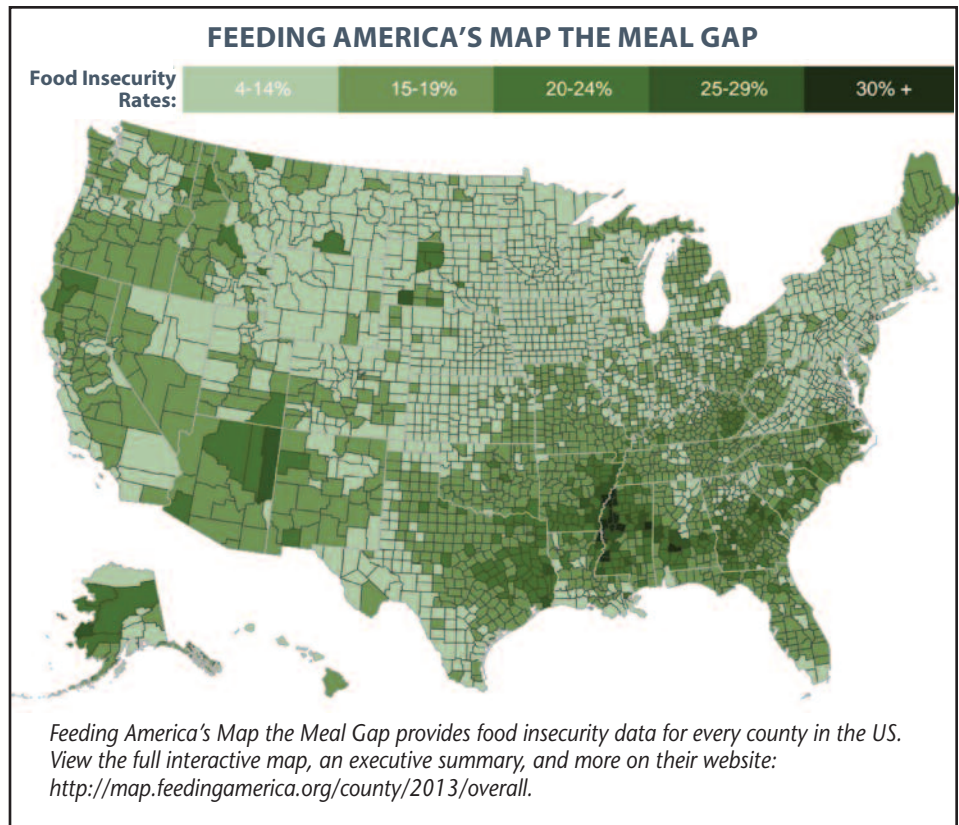 FEEDING AMERICA'S MAP THE MEAL GAP
Food Insecurity
Rates:
4-14%
15-19%
20-24%
25-29%
30% +
Feeding America's Map the Meal Gap provides food insecurity data for every county in the US.
View the full interactive map, an executive summary, and more on their website:
http://map.feedingamerica.org/county/2013/overall.